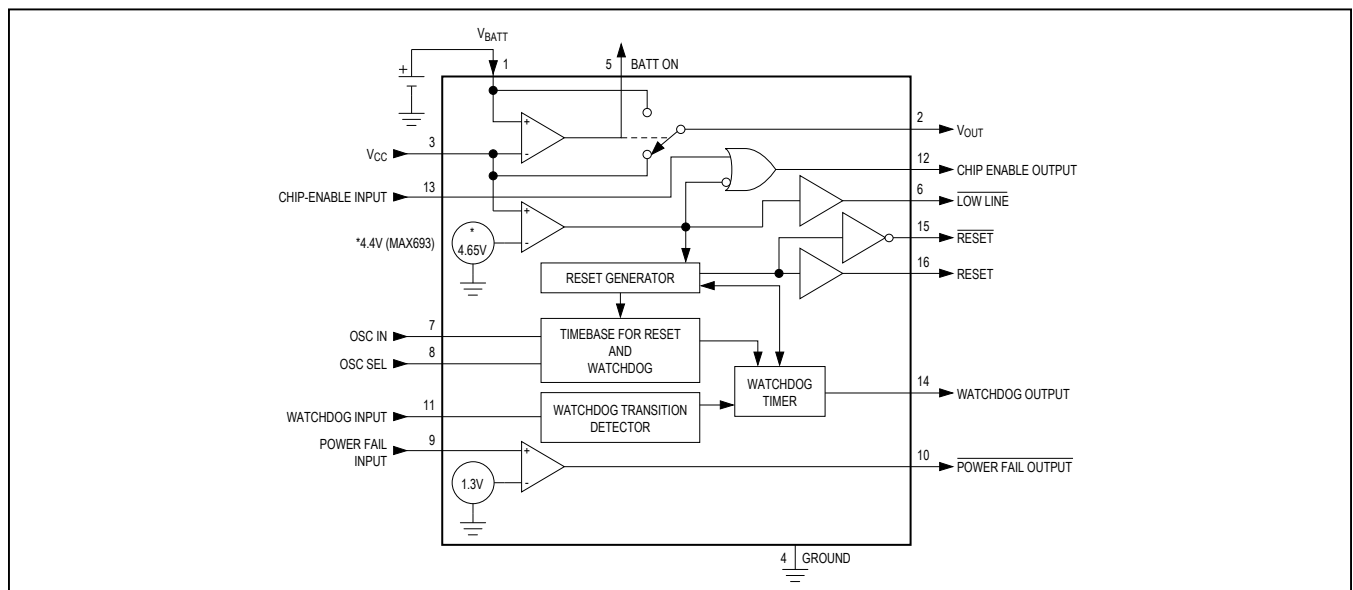 VBATT
1
5 BATT ON
+
+
-
2
VOUT
3
VCC
12
CHIP ENABLE OUTPUT
13
CHIP-ENABLE INPUT
6
LOW LINE
+
-
*
4.65V
*4.4V (MAX693)
15
RESET
16
RESET
RESET GENERATOR
7
OSC IN
8
OSC SEL
TIMEBASE FOR RESET
AND
WATCHDOG
WATCHDOG
TIMER
14
WATCHDOG OUTPUT
11
WATCHDOG INPUT
WATCHDOG TRANSITION
DETECTOR
9
POWER FAIL
INPUT
+
-
1.3V
10
POWER FAIL OUTPUT
4 GROUND